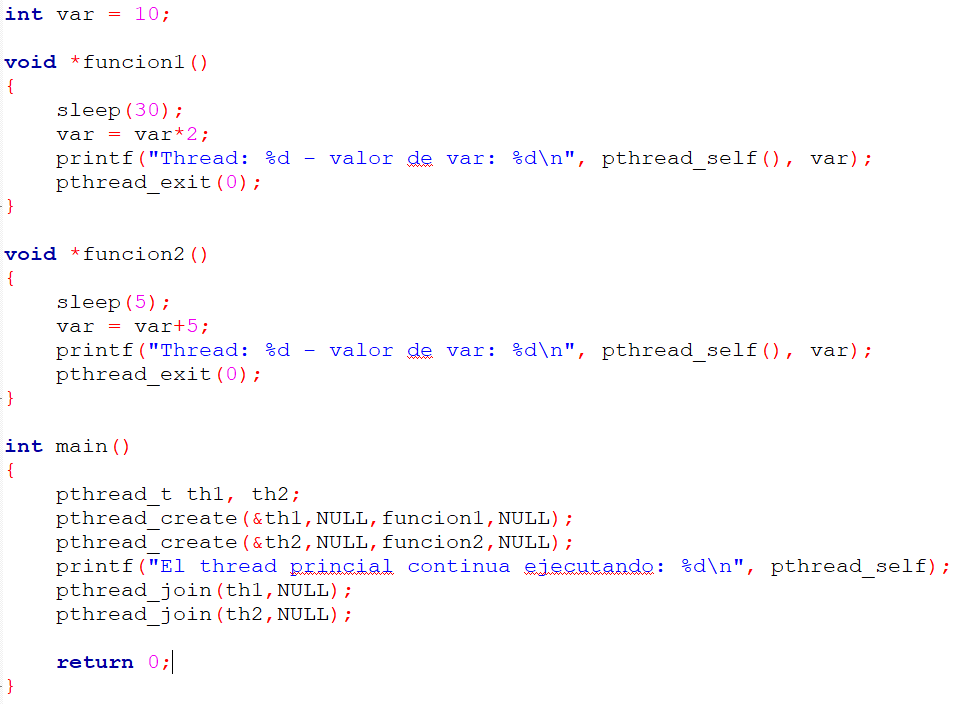 int var = 10;
void *funcion1()
{
sleep(30);
var = var*2;
printf("Thread: %d - valor de var: %d\n", pthread_self(), var);
pthread_exit(0);
}
void *funcion2()
{
sleep(5);
var = var+5;
printf("Thread: %d - valor de var: %d\n", pthread_self(), var);
pthread_exit(0);
}
int main()
{
pthread_t th1, th2;
pthread_create(&th1,NULL,funcion1,NULL);
pthread_create(&th2,NULL,funcion2,NULL);
printf("El thread princial continua ejecutando: %d\n", pthread_self);
pthread_join(th1,NULL);
pthread_join(th2,NULL);
return 0;
}